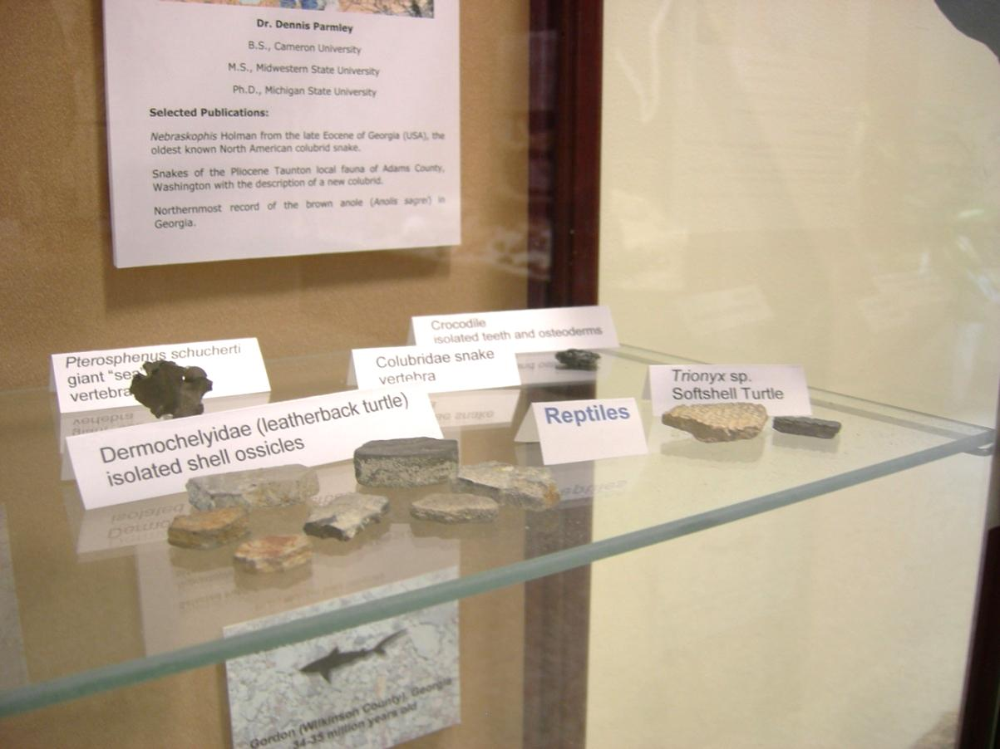 Dr. Dennis Parmley
B.S., Cameron University
M.S., Midwestern State University
Ph.D., Michigan State University
Selected Publications:
Nebraskophis Holman from the late Eocene of Georgia (USA), the
oldest known North American colubrid snake.
Snakes of the Pliocene Taunton local fauna of Adams County,
Washington with the description of a new colubrid.
Northernmost record of the brown anole (Anolis sagrei) in
Georgia.
Crocodile
isolated teeth and osteoderms
Pterosphenus schucherti
giant "sea"
vertebra
Colubridae snake
vertebra
Trionyx sp.
Softshell Turtle
Reptiles
Dermochelyidae (leatherback turtle)
isolated shell ossicles
Gordon (Wilkinson County), Georgia
34-35 million years old